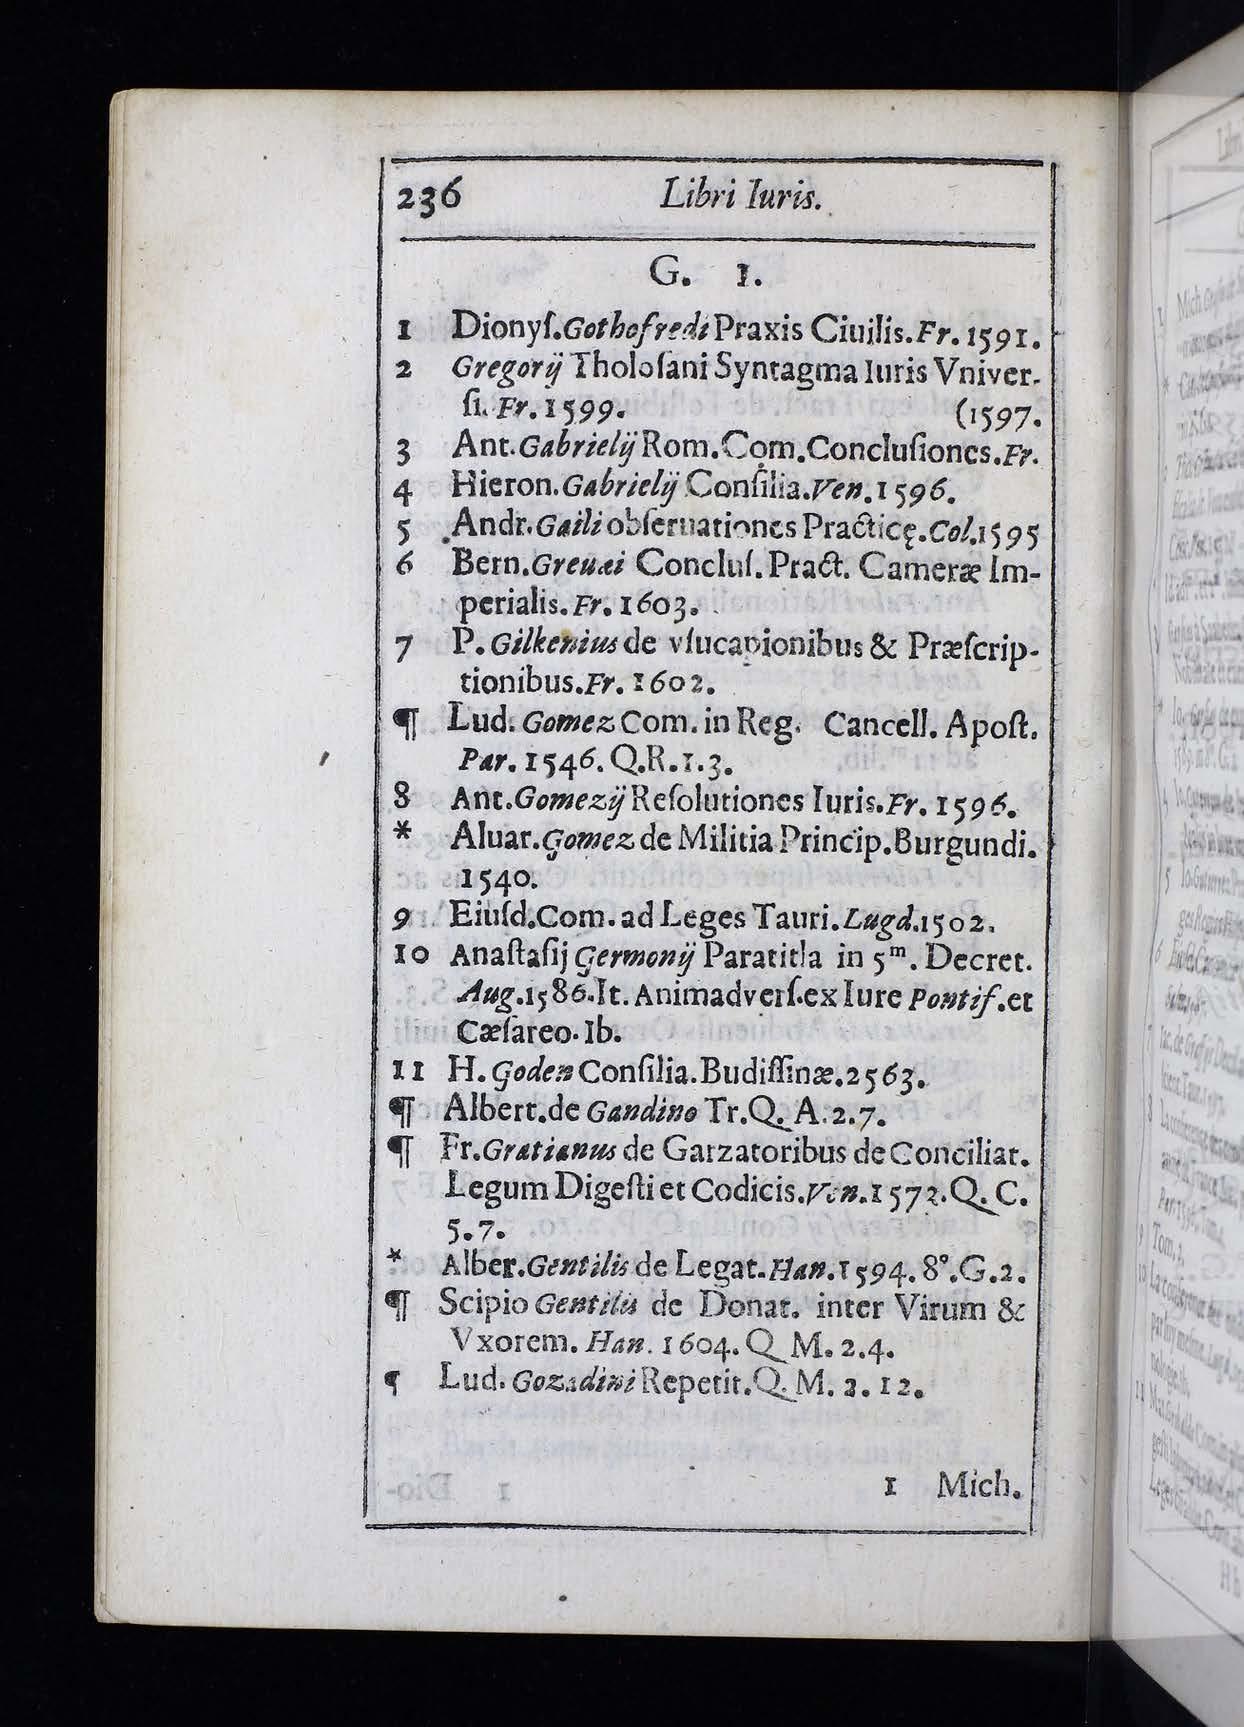 236 Libri Iuris.
G. 1.
1 Dionyſ.Gothofredi Praxis Ciuilis.Fr.1591.
2 Gregorij Tholoſani Syntagma Iuris Vniver-
ſi. Fr.1599. (1597.
3 Ant.Gabrielij Rom.Com.Concluſiones.Fr.
4 Hieron.Gabrielij Conſilia.Ven.1596.
5 Andr.Gaili obſeruationes Practicę.Col.1595
6 Bern.Greuæi Concluſ.Pract. Cameræ Im-
perialis.Fr.1603.
7 P.Gilkenius de vſucapionibus & Præſcrip-
tionibus.Fr.1602.
¶ Lud. Gomez Com. in Reg. Cancell. Apoſt.
Par.1546.Q.R.1.3.
8 Ant.Gomezij Reſolutiones Iuris.Fr.1596.
* Aluar.Gomez de Militia Princip.Burgundi.
1540.
9 Eiuſd.Com.ad Leges Tauri.Lugd.1502.
10 Anaſtaſij Germonij Paratitla in 5m. Decret.
Aug.1586.It.Animadverſ.ex Iure Pontif.et
Cæſareo.Ib.
11 H.Goden Conſilia.Budiſſinæ.2563.
¶ Albert.de Gandino Tr.Q.A.2.7.
¶ Fr.Gratianus de Garzatoribus de Conciliat.
Legum Digeſti et Codicis.Ven.1572.Q.C.
5.7.
* Alber.Gentilis de Legat.Han.1594.8°.G.2.
¶ Scipio Gentilis de Donat. inter Virum &
Vxorem. Han. 1604.Q M.2.4.
¶ Lud. Gozadini Repetit.Q.M.2.12.
1 Mich.